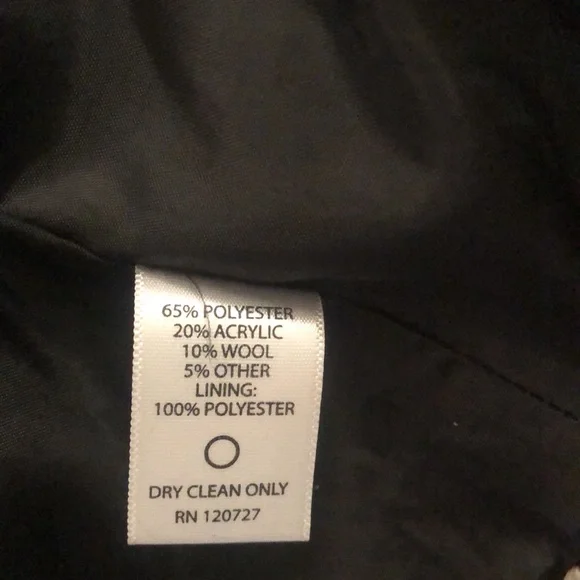 65% POLYESTER
20% ACRYLIC
10% WOOL
5% OTHER
LINING:
100% POLYESTER
DRY CLEAN ONLY
RN 120727